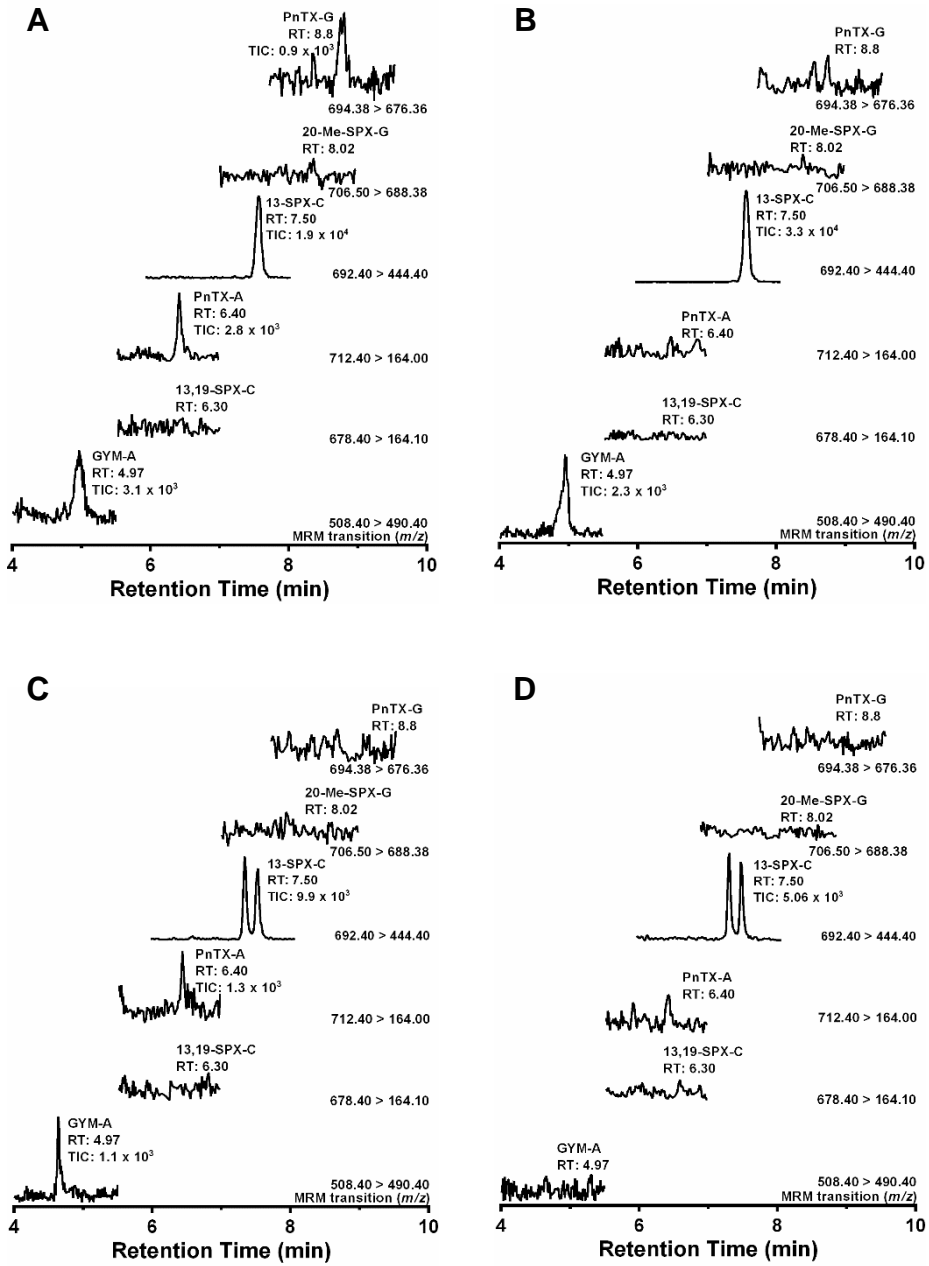 A
PnTX-G
RT: 8.8
TIC: 0.9 x 10³
694.38 > 676.36
20-Me-SPX-G
RT: 8.02
706.50 > 688.38
13-SPX-C
RT: 7.50
TIC: 1.9 x 10⁴
692.40 > 444.40
PnTX-A
RT: 6.40
TIC: 2.8 x 10³
712.40 > 164.00
13,19-SPX-C
RT: 6.30
678.40 > 164.10
GYM-A
RT: 4.97
TIC: 3.1 x 10³
508.40 > 490.40
MRM transition (m/z)
4 6 8 10
Retention Time (min)
B
PnTX-G
RT: 8.8
694.38 > 676.36
20-Me-SPX-G
RT: 8.02
706.50 > 688.38
13-SPX-C
RT: 7.50
TIC: 3.3 x 10⁴
692.40 > 444.40
PnTX-A
RT: 6.40
712.40 > 164.00
13,19-SPX-C
RT: 6.30
678.40 > 164.10
GYM-A
RT: 4.97
TIC: 2.3 x 10³
508.40 > 490.40
MRM transition (m/z)
4 6 8 10
Retention Time (min)
C
PnTX-G
RT: 8.8
694.38 > 676.36
20-Me-SPX-G
RT: 8.02
706.50 > 688.38
13-SPX-C
RT: 7.50
TIC: 9.9 x 10³
692.40 > 444.40
PnTX-A
RT: 6.40
TIC: 1.3 x 10³
712.40 > 164.00
13,19-SPX-C
RT: 6.30
678.40 > 164.10
GYM-A
RT: 4.97
TIC: 1.1 x 10³
508.40 > 490.40
MRM transition (m/z)
4 6 8 10
Retention Time (min)
D
PnTX-G
RT: 8.8
694.38 > 676.36
20-Me-SPX-G
RT: 8.02
706.50 > 688.38
13-SPX-C
RT: 7.50
TIC: 5.06 x 10³
692.40 > 444.40
PnTX-A
RT: 6.40
712.40 > 164.00
13,19-SPX-C
RT: 6.30
678.40 > 164.10
GYM-A
RT: 4.97
508.40 > 490.40
MRM transition (m/z)
4 6 8 10
Retention Time (min)